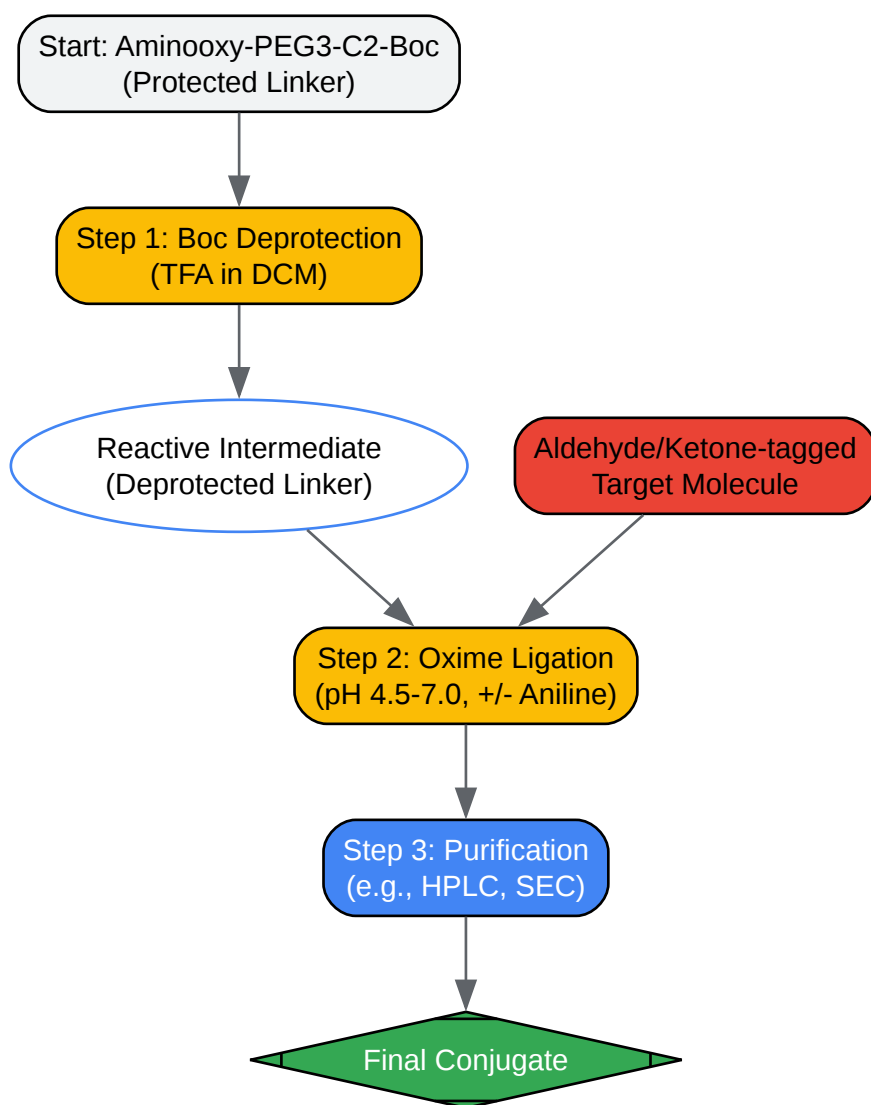 Start: Aminooxy-PEG3-C2-Boc
(Protected Linker)
Step 1: Boc Deprotection
(TFA in DCM)
Reactive Intermediate
(Deprotected Linker)
Aldehyde/Ketone-tagged
Target Molecule
Step 2: Oxime Ligation
(pH 4.5-7.0, +/- Aniline)
Step 3: Purification
(e.g., HPLC, SEC)
Final Conjugate